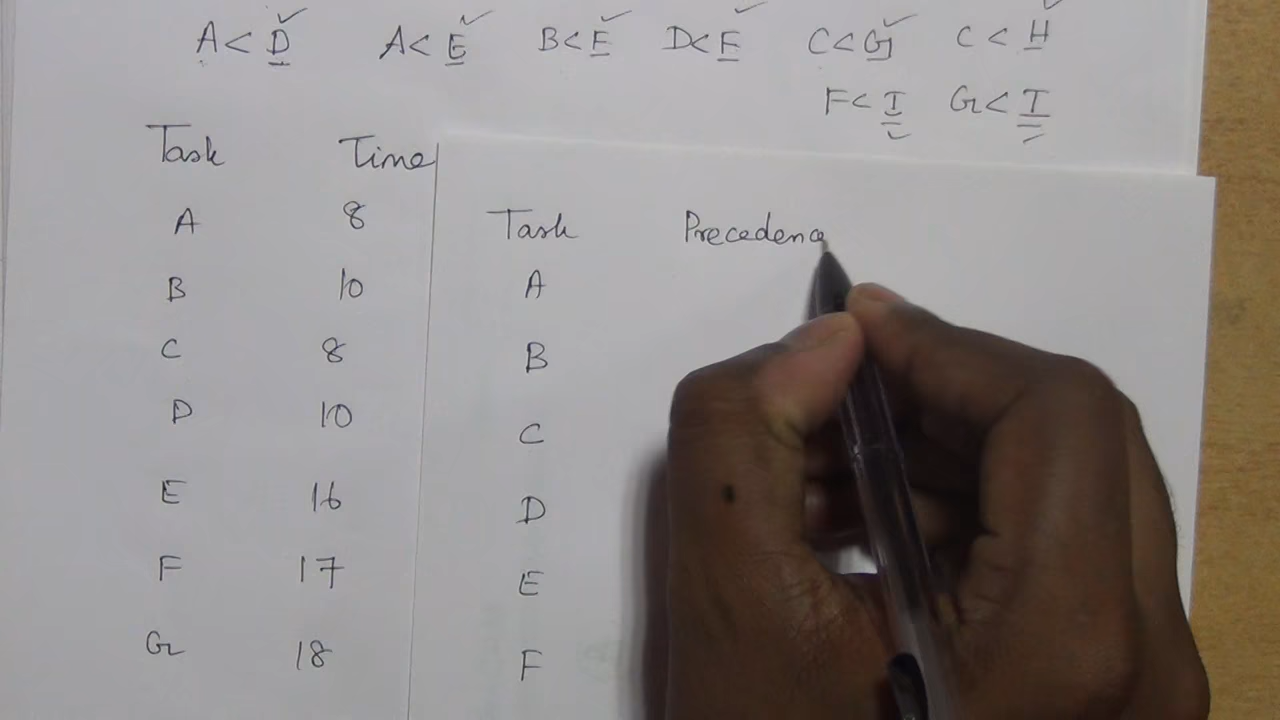 A < D A < E B < F D < F C < G C < H
F < I G < I
Task Time
A 8
B 10
C 8
D 10
E 16
F 17
G 18
Task Precedence
A
B
C
D
E
F